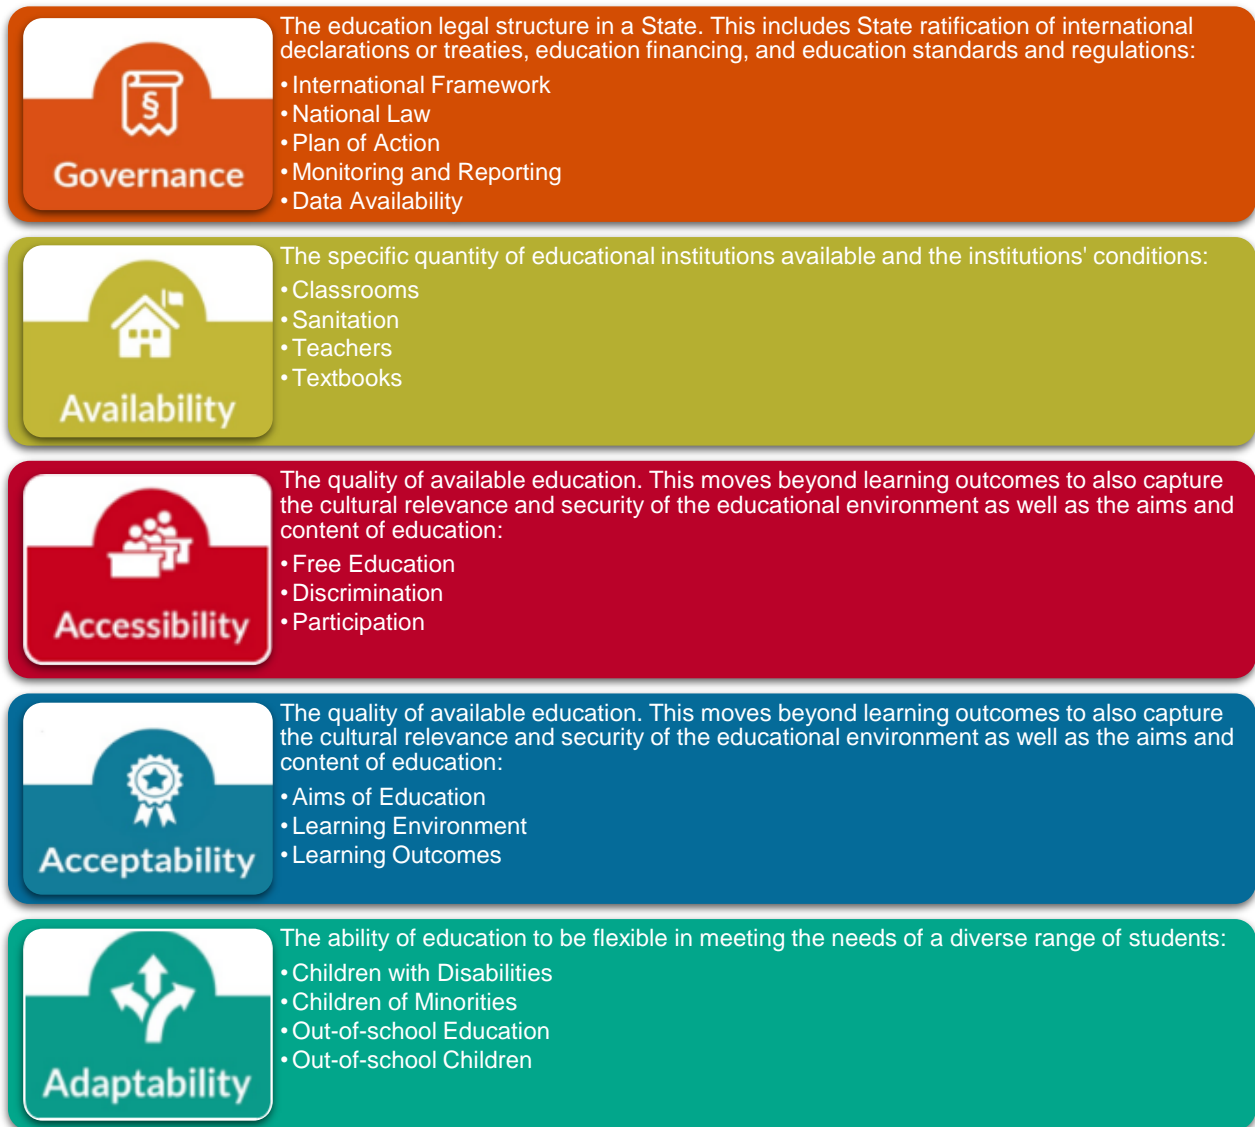 The education legal structure in a State. This includes State ratification of international
declarations or treaties, education financing, and education standards and regulations:
•International Framework
•National Law
•Plan of Action
•Monitoring and Reporting
•Data Availability
§
Governance
The specific quantity of educational institutions available and the institutions' conditions:
•Classrooms
•Sanitation
•Teachers
•Textbooks
Availability
The quality of available education. This moves beyond learning outcomes to also capture
the cultural relevance and security of the educational environment as well as the aims and
content of education:
•Free Education
•Discrimination
•Participation
Accessibility
The quality of available education. This moves beyond learning outcomes to also capture
the cultural relevance and security of the educational environment as well as the aims and
content of education:
•Aims of Education
•Learning Environment
•Learning Outcomes
Acceptability
The ability of education to be flexible in meeting the needs of a diverse range of students:
•Children with Disabilities
•Children of Minorities
•Out-of-school Education
•Out-of-school Children
Adaptability